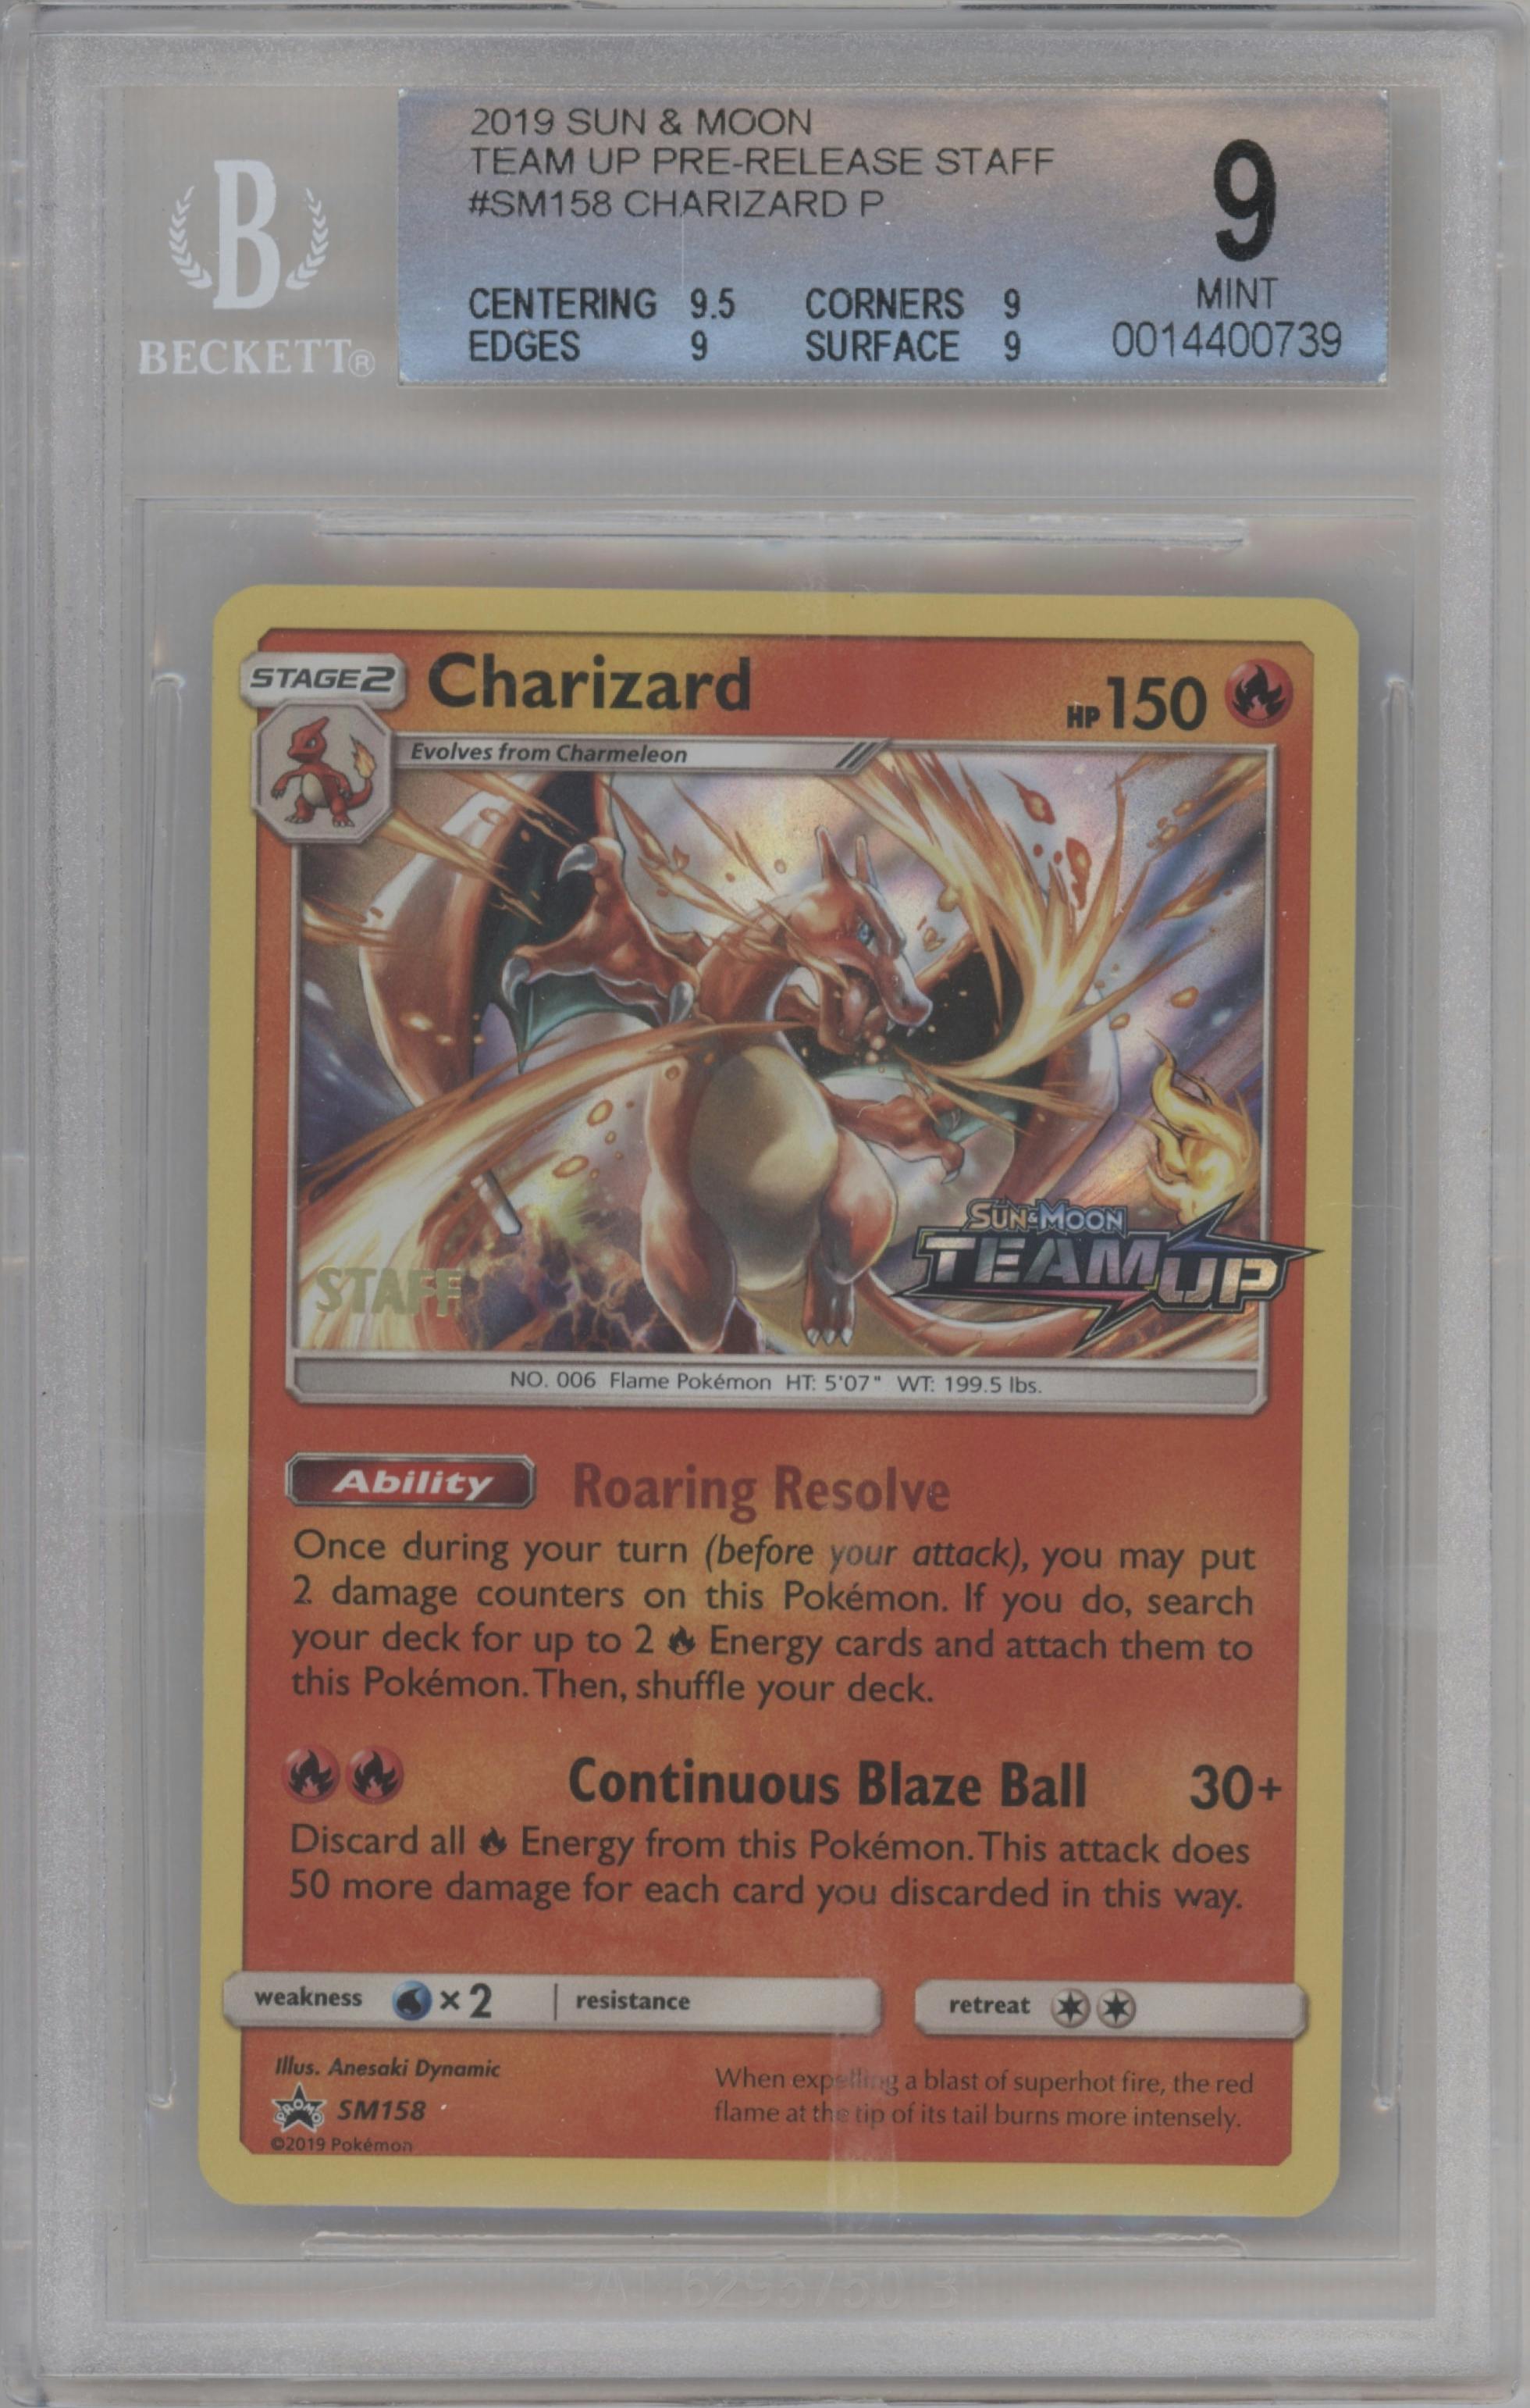 2019 SUN & MOON
TEAM UP PRE-RELEASE STAFF
#SM158 CHARIZARD P
9
MINT
0014400739
CENTERING 9.5 CORNERS 9
EDGES 9 SURFACE 9
B
BECKETT®
STAGE2 Charizard HP150
Evolves from Charmeleon
SUN & MOON
TEAM UP
STAFF
NO. 006 Flame Pokémon HT: 5'07" WT: 199.5 lbs.
Ability Roaring Resolve
Once during your turn (before your attack), you may put
2 damage counters on this Pokémon. If you do, search
your deck for up to 2 Energy cards and attach them to
this Pokémon. Then, shuffle your deck.
Continuous Blaze Ball 30+
Discard all Energy from this Pokémon. This attack does
50 more damage for each card you discarded in this way.
weakness ×2 resistance retreat
Illus. Anesaki Dynamic
PROMO SM158
©2019 Pokémon
When expelling a blast of superhot fire, the red
flame at the tip of its tail burns more intensely.